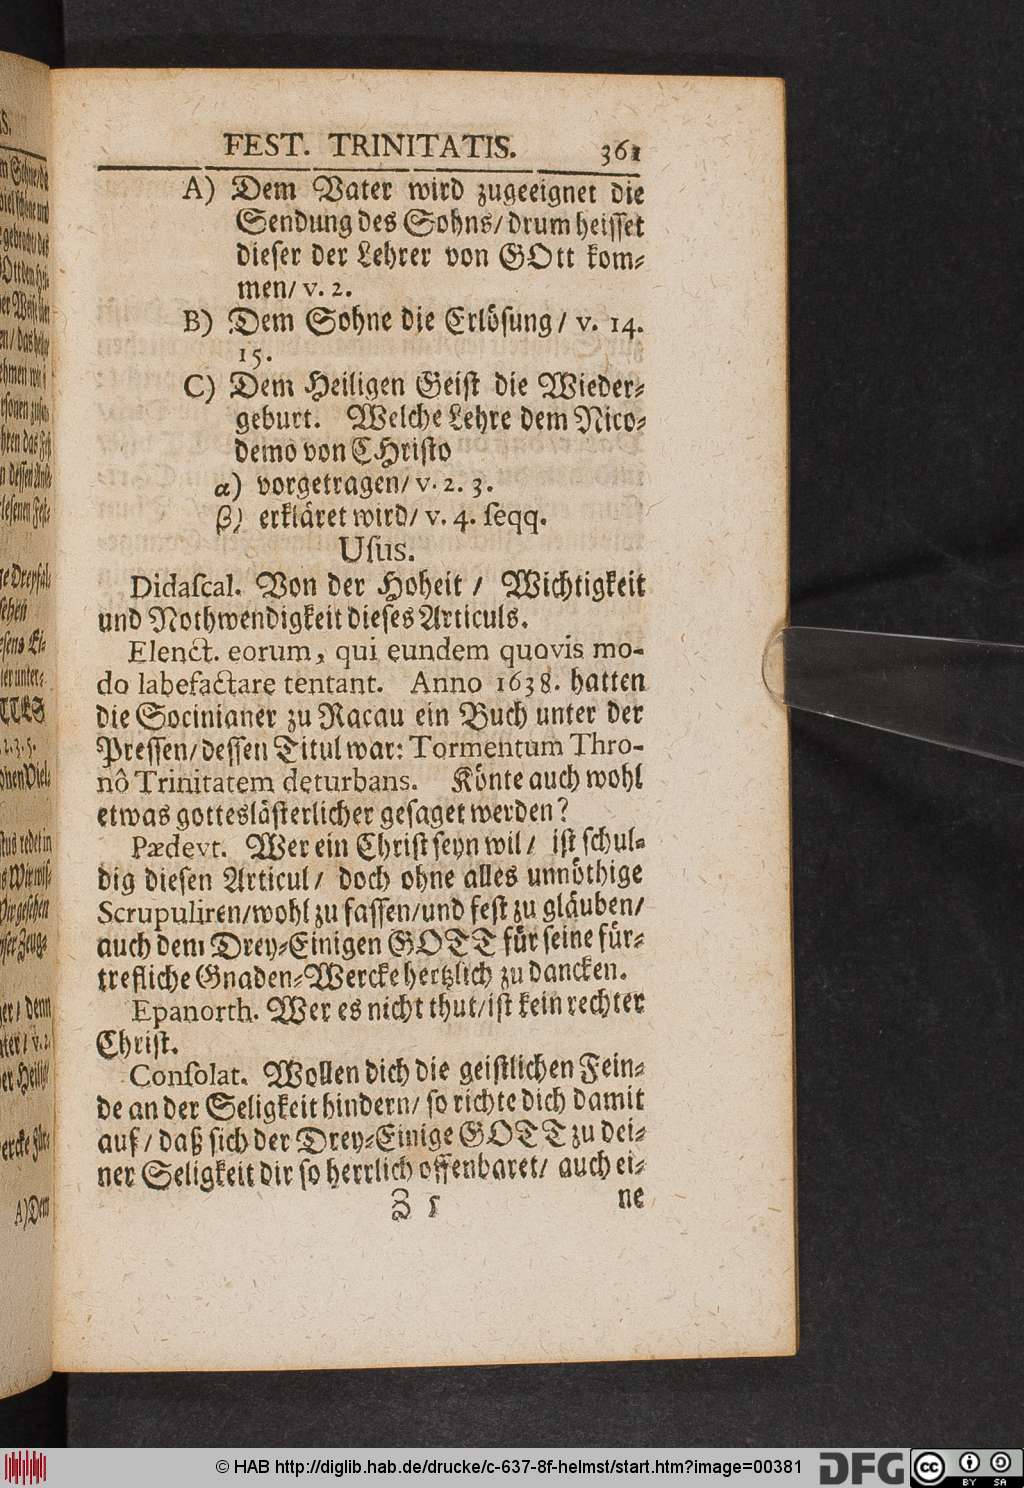 FEST. TRINITATIS. 361
A) Dem Vater wird zugeeignet die
Sendung des Sohns/ drum heisset
dieser der Lehrer von GOtt kom-
men/ v. 2.
B) Dem Sohne die Erlösung/ v. 14.
15.
C) Dem Heiligen Geist die Wieder-
geburt. Welche Lehre dem Nico-
demo von CHristo
α) vorgetragen/ v. 2. 3.
β) erkläret wird/ v. 4. ſeqq.
Uſus.
Didaſcal. Von der Hoheit / Wichtigkeit
und Nothwendigkeit dieses Articuls.
Elenct. eorum, qui eundem quovis mo-
do labefactare tentant. Anno 1638. hatten
die Socinianer zu Racau ein Buch unter der
Pressen/ dessen Titul war: Tormentum Thro-
nô Trinitatem deturbans. Könte auch wohl
etwas gotteslästerlicher gesaget werden?
Pædevt. Wer ein Christ seyn wil / ist schul-
dig diesen Articul / doch ohne alles unnöthige
Scrupuliren/wohl zu fassen/und fest zu gläuben/
auch dem Drey-Einigen GOTT für seine für-
trefliche Gnaden-Wercke hertzlich zu dancken.
Epanorth. Wer es nicht thut/ist kein rechter
Christ.
Conſolat. Wollen dich die geistlichen Fein-
de an der Seligkeit hindern/ so richte dich damit
auf / daß sich der Drey-Einige GOTT zu dei-
ner Seligkeit dir so herrlich offenbaret/ auch ei-
Z 5 ne
A) Dem
© HAB http://diglib.hab.de/drucke/c-637-8f-helmst/start.htm?image=00381
DFG
cc BY SA